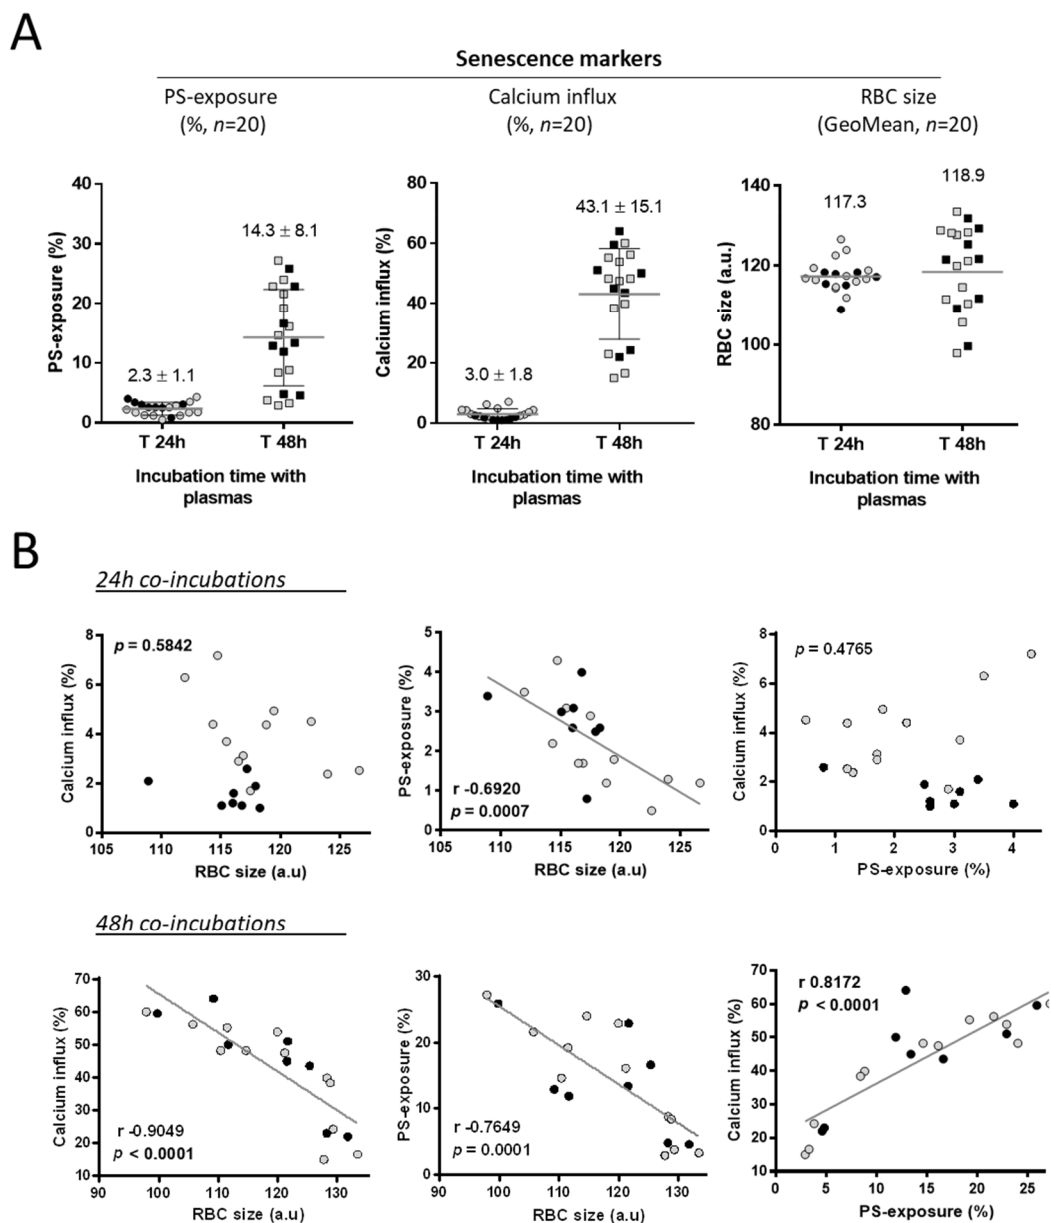 A
Senescence markers
PS-exposure
(%, n=20)
Calcium influx
(%, n=20)
RBC size
(GeoMean, n=20)
PS-exposure (%)
40
30
20
10
0
2.3 ± 1.1
14.3 ± 8.1
T 24h
T 48h
Incubation time with
plasmas
Calcium influx (%)
80
60
40
20
0
3.0 ± 1.8
43.1 ± 15.1
T 24h
T 48h
Incubation time with
plasmas
RBC size (a.u.)
140
120
100
80
117.3
118.9
T 24h
T 48h
Incubation time with
plasmas
B
24h co-incubations
Calcium influx (%)
8
6
4
2
0
p = 0.5842
105
110
115
120
125
RBC size (a.u)
PS-exposure (%)
5
4
3
2
1
0
r -0.6920
p = 0.0007
105
110
115
120
125
RBC size (a.u)
Calcium influx (%)
8
6
4
2
0
p = 0.4765
0
1
2
3
4
PS-exposure (%)
48h co-incubations
Calcium influx (%)
70
60
50
40
30
20
10
r -0.9049
p < 0.0001
90
100
110
120
130
RBC size (a.u)
PS-exposure (%)
30
20
10
0
r -0.7649
p = 0.0001
90
100
110
120
130
RBC size (a.u)
Calcium influx (%)
70
60
50
40
30
20
10
r 0.8172
p < 0.0001
0
5
10
15
20
25
PS-exposure (%)